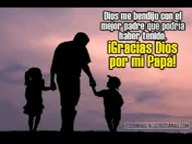 Dios me bendijo con el
mejor padre que podría
haber tenido.
¡Gracias Dios
por mi Papá!